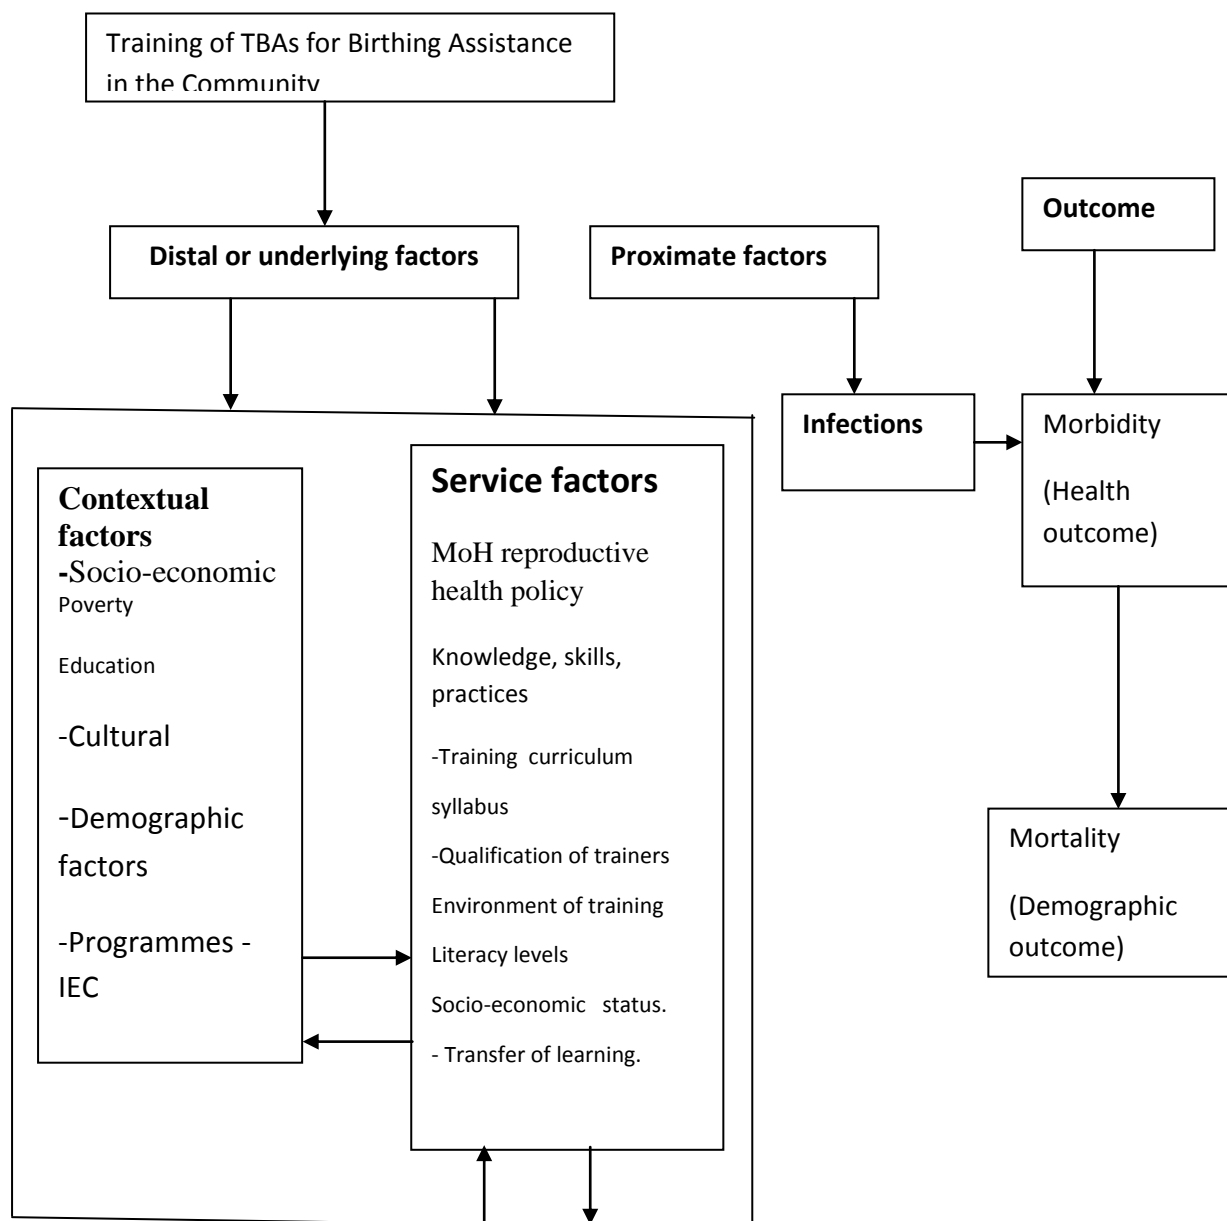 Training of TBAs for Birthing Assistance
in the Community
Outcome
Distal or underlying factors
Proximate factors
Infections
Morbidity
(Health
outcome)
Contextual
factors
-Socio-economic
Poverty
Education
-Cultural
-Demographic
factors
-Programmes -
IEC
Service factors
MoH reproductive
health policy
Knowledge, skills,
practices
-Training curriculum
syllabus
-Qualification of trainers
Environment of training
Literacy levels
Socio-economic status.
- Transfer of learning.
Mortality
(Demographic
outcome)